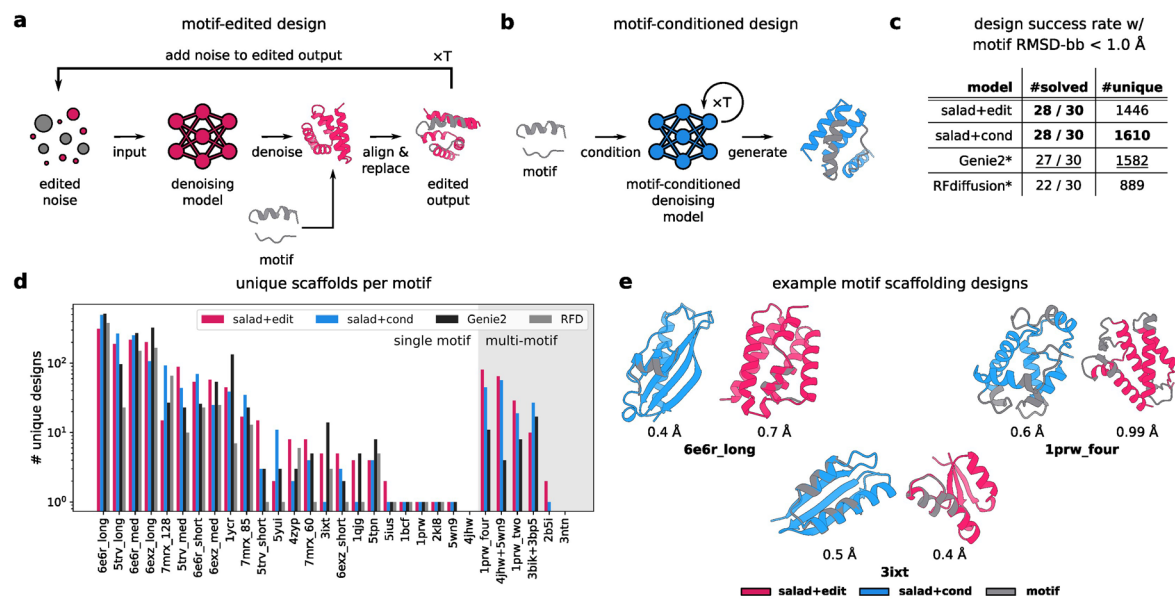 a
motif-edited design
add noise to edited output
×T
input
denoise
align &
replace
edited
noise
denoising
model
edited
output
motif
b
motif-conditioned design
×T
condition
generate
motif
motif-conditioned
denoising
model
c
design success rate w/
motif RMSD-bb < 1.0 Å
model #solved #unique
salad+edit 28 / 30 1446
salad+cond 28 / 30 1610
Genie2* 27 / 30 1582
RFdiffusion* 22 / 30 889
d
unique scaffolds per motif
salad+edit salad+cond Genie2 RFD
single motif multi-motif
# unique designs
10²
10¹
10⁰
6e6r_long
5trv_long
6e6r_med
6exz_long
7mrx_128
5trv_med
6e6r_short
6exz_med
1ycr
7mrx_85
5trv_short
5yui
4zyp
7mrx_60
3ixt
6exz_short
1qjg
5tpn
5ius
1bcf
1prw
2kl8
5wn9
4jhw
1prw_four
4jhw+5wn9
1prw_two
3bik+3bp5
2b5i
3ntn
e
example motif scaffolding designs
0.4 Å
0.7 Å
6e6r_long
0.6 Å
0.99 Å
1prw_four
0.5 Å
0.4 Å
3ixt
salad+edit salad+cond motif